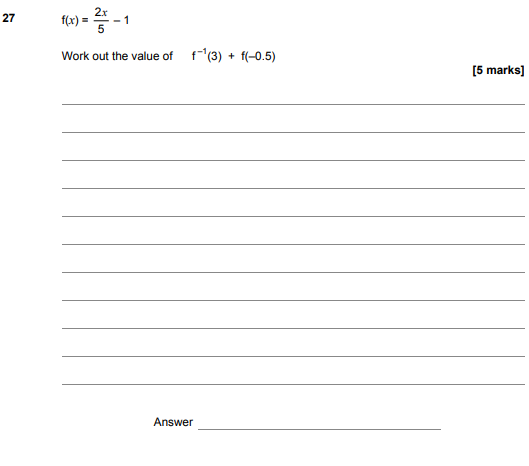 27 f(x) = 2x/5 – 1
Work out the value of f⁻¹(3) + f(–0.5)
[5 marks]
Answer